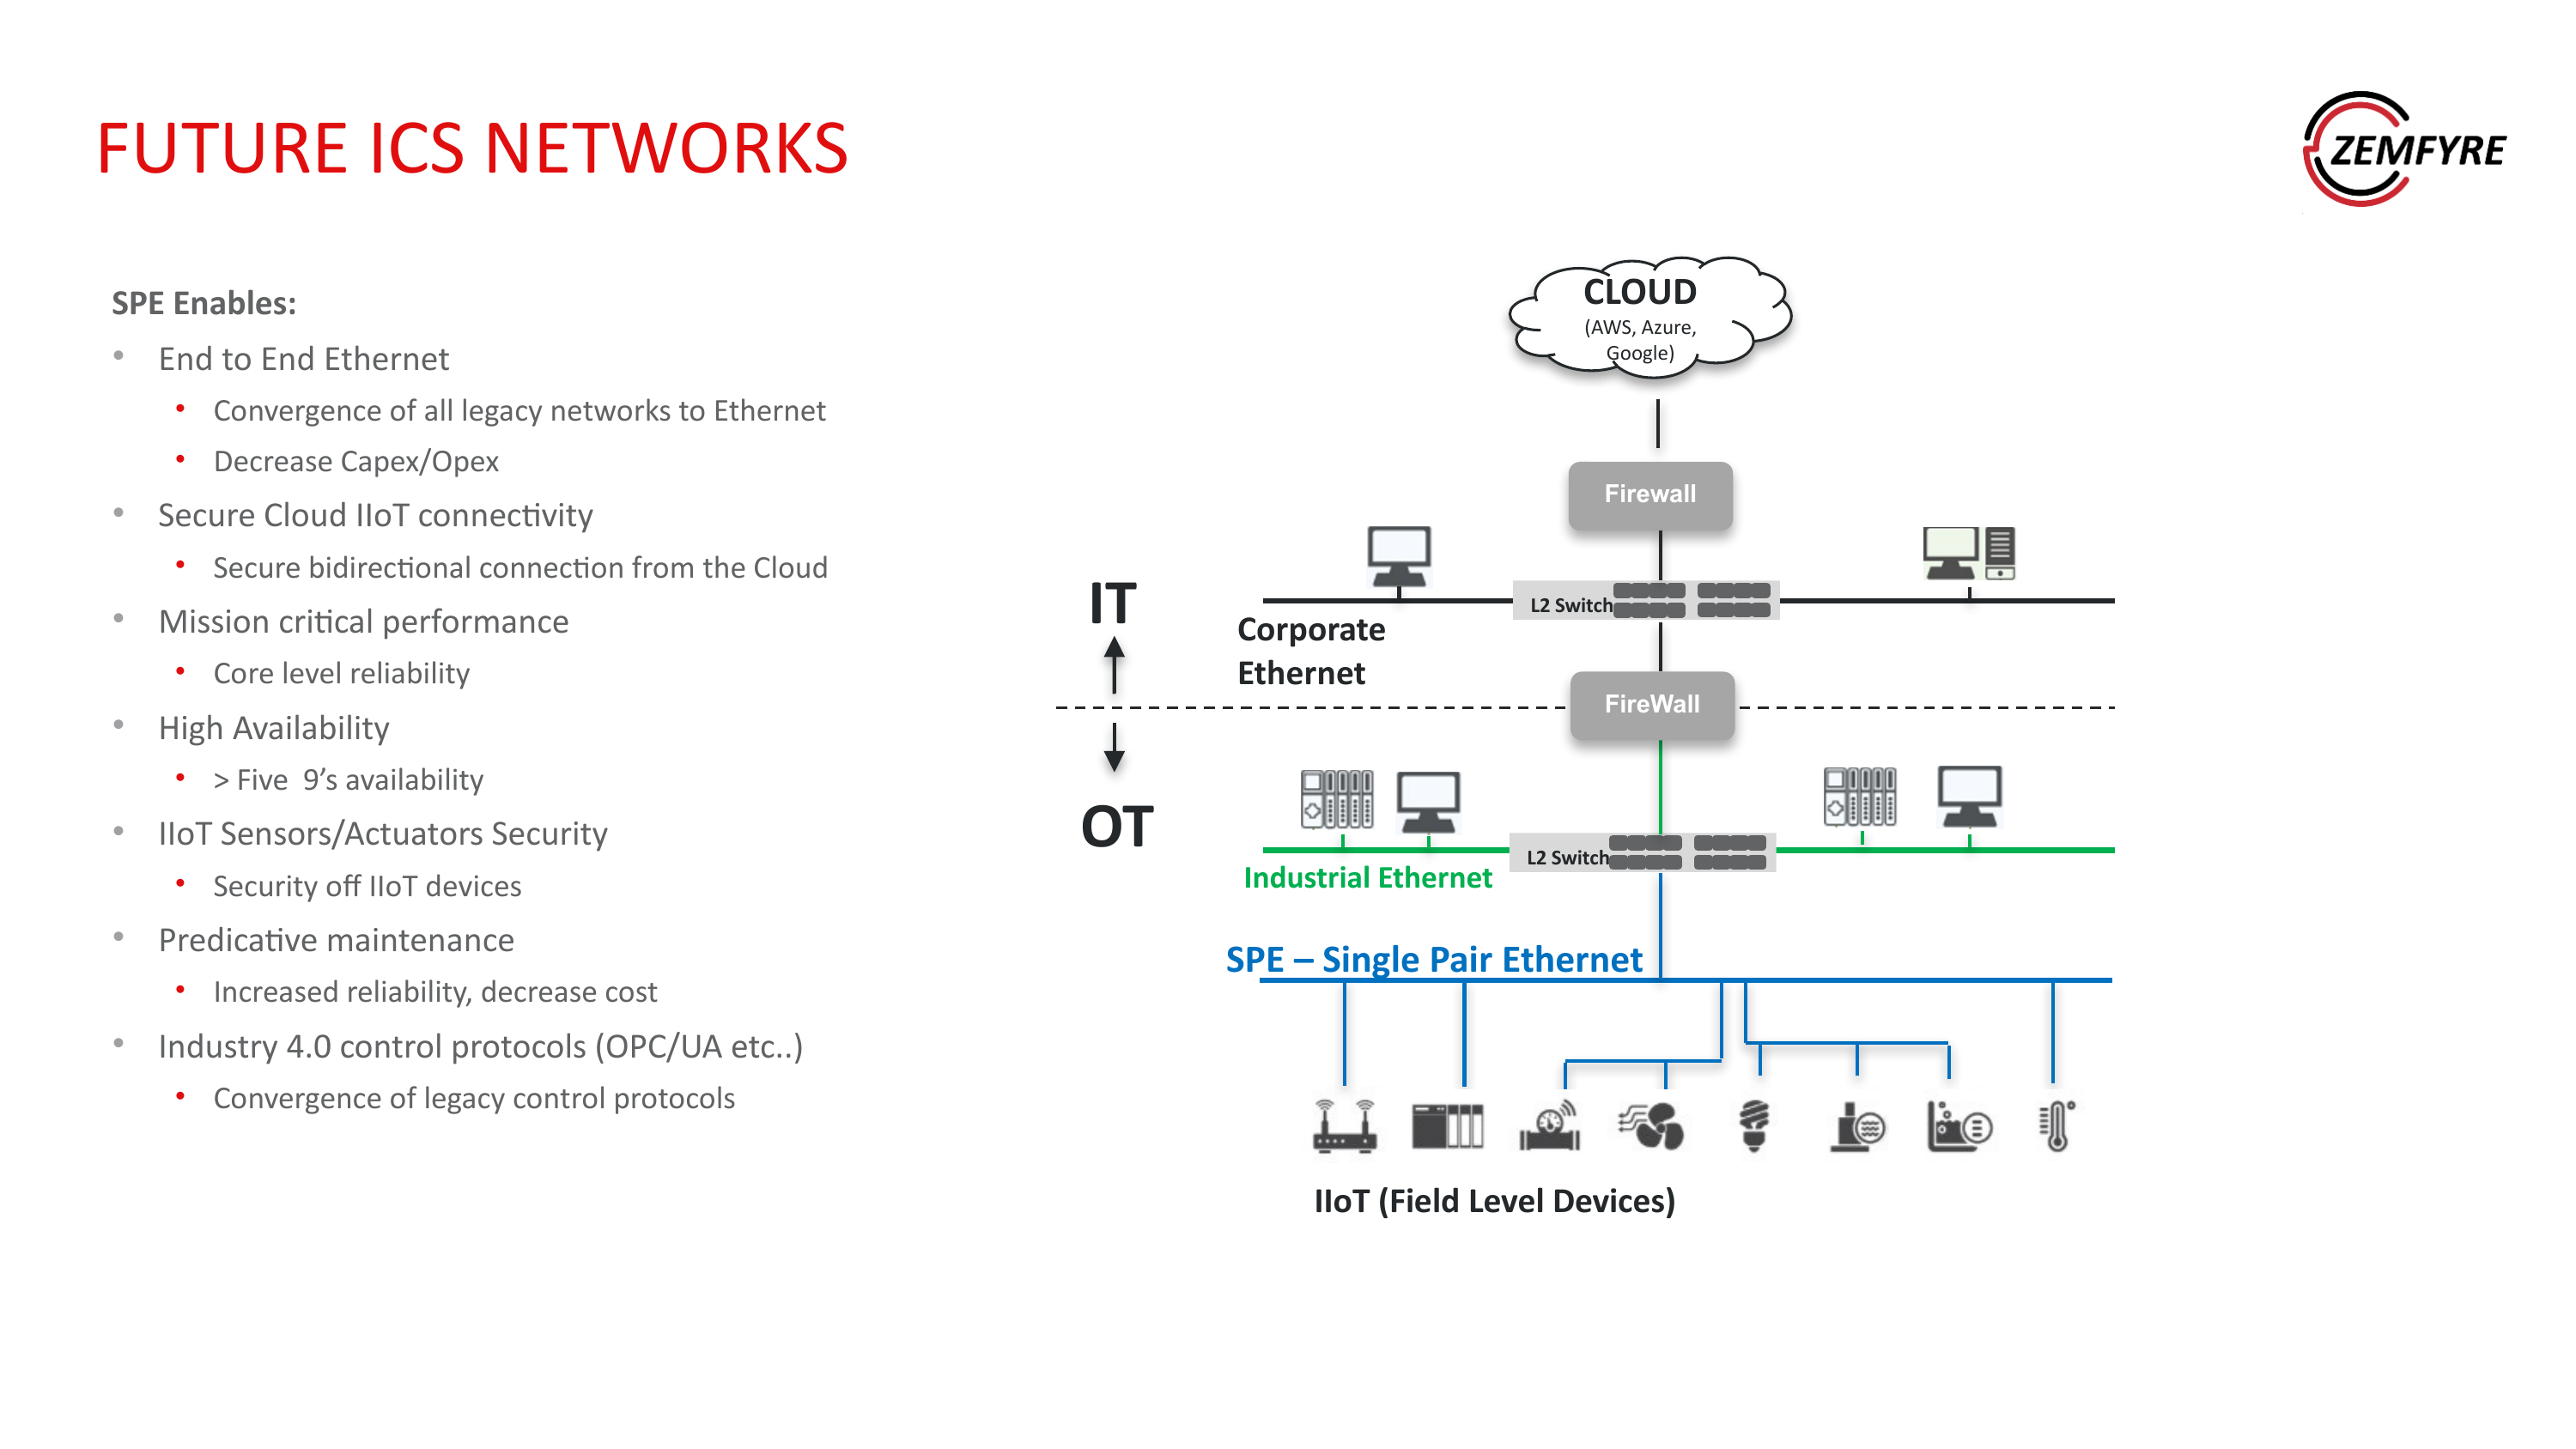 FUTURE ICS NETWORKS
ZEMFYRE
SPE Enables:
• End to End Ethernet
• Convergence of all legacy networks to Ethernet
• Decrease Capex/Opex
• Secure Cloud IIoT connectivity
• Secure bidirectional connection from the Cloud
• Mission critical performance
• Core level reliability
• High Availability
• > Five  9’s availability
• IIoT Sensors/Actuators Security
• Security off IIoT devices
• Predicative maintenance
• Increased reliability, decrease cost
• Industry 4.0 control protocols (OPC/UA etc..)
• Convergence of legacy control protocols
CLOUD
(AWS, Azure,
Google)
Firewall
IT
L2 Switch
Corporate
Ethernet
FireWall
OT
L2 Switch
Industrial Ethernet
SPE – Single Pair Ethernet
IIoT (Field Level Devices)